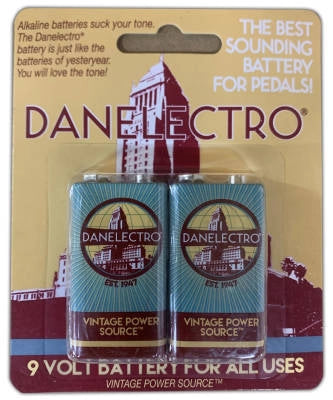 Alkaline batteries suck your tone.
The Danelectro®
battery is just like the
batteries of yesteryear.
You will love the tone!
THE BEST
SOUNDING
BATTERY
FOR PEDALS!
DANELECTRO®
DANELECTRO®
EST. 1947
VINTAGE POWER
SOURCE™
DANELECTRO®
EST. 1947
VINTAGE POWER
SOURCE™
9 VOLT BATTERY FOR ALL USES
VINTAGE POWER SOURCE™